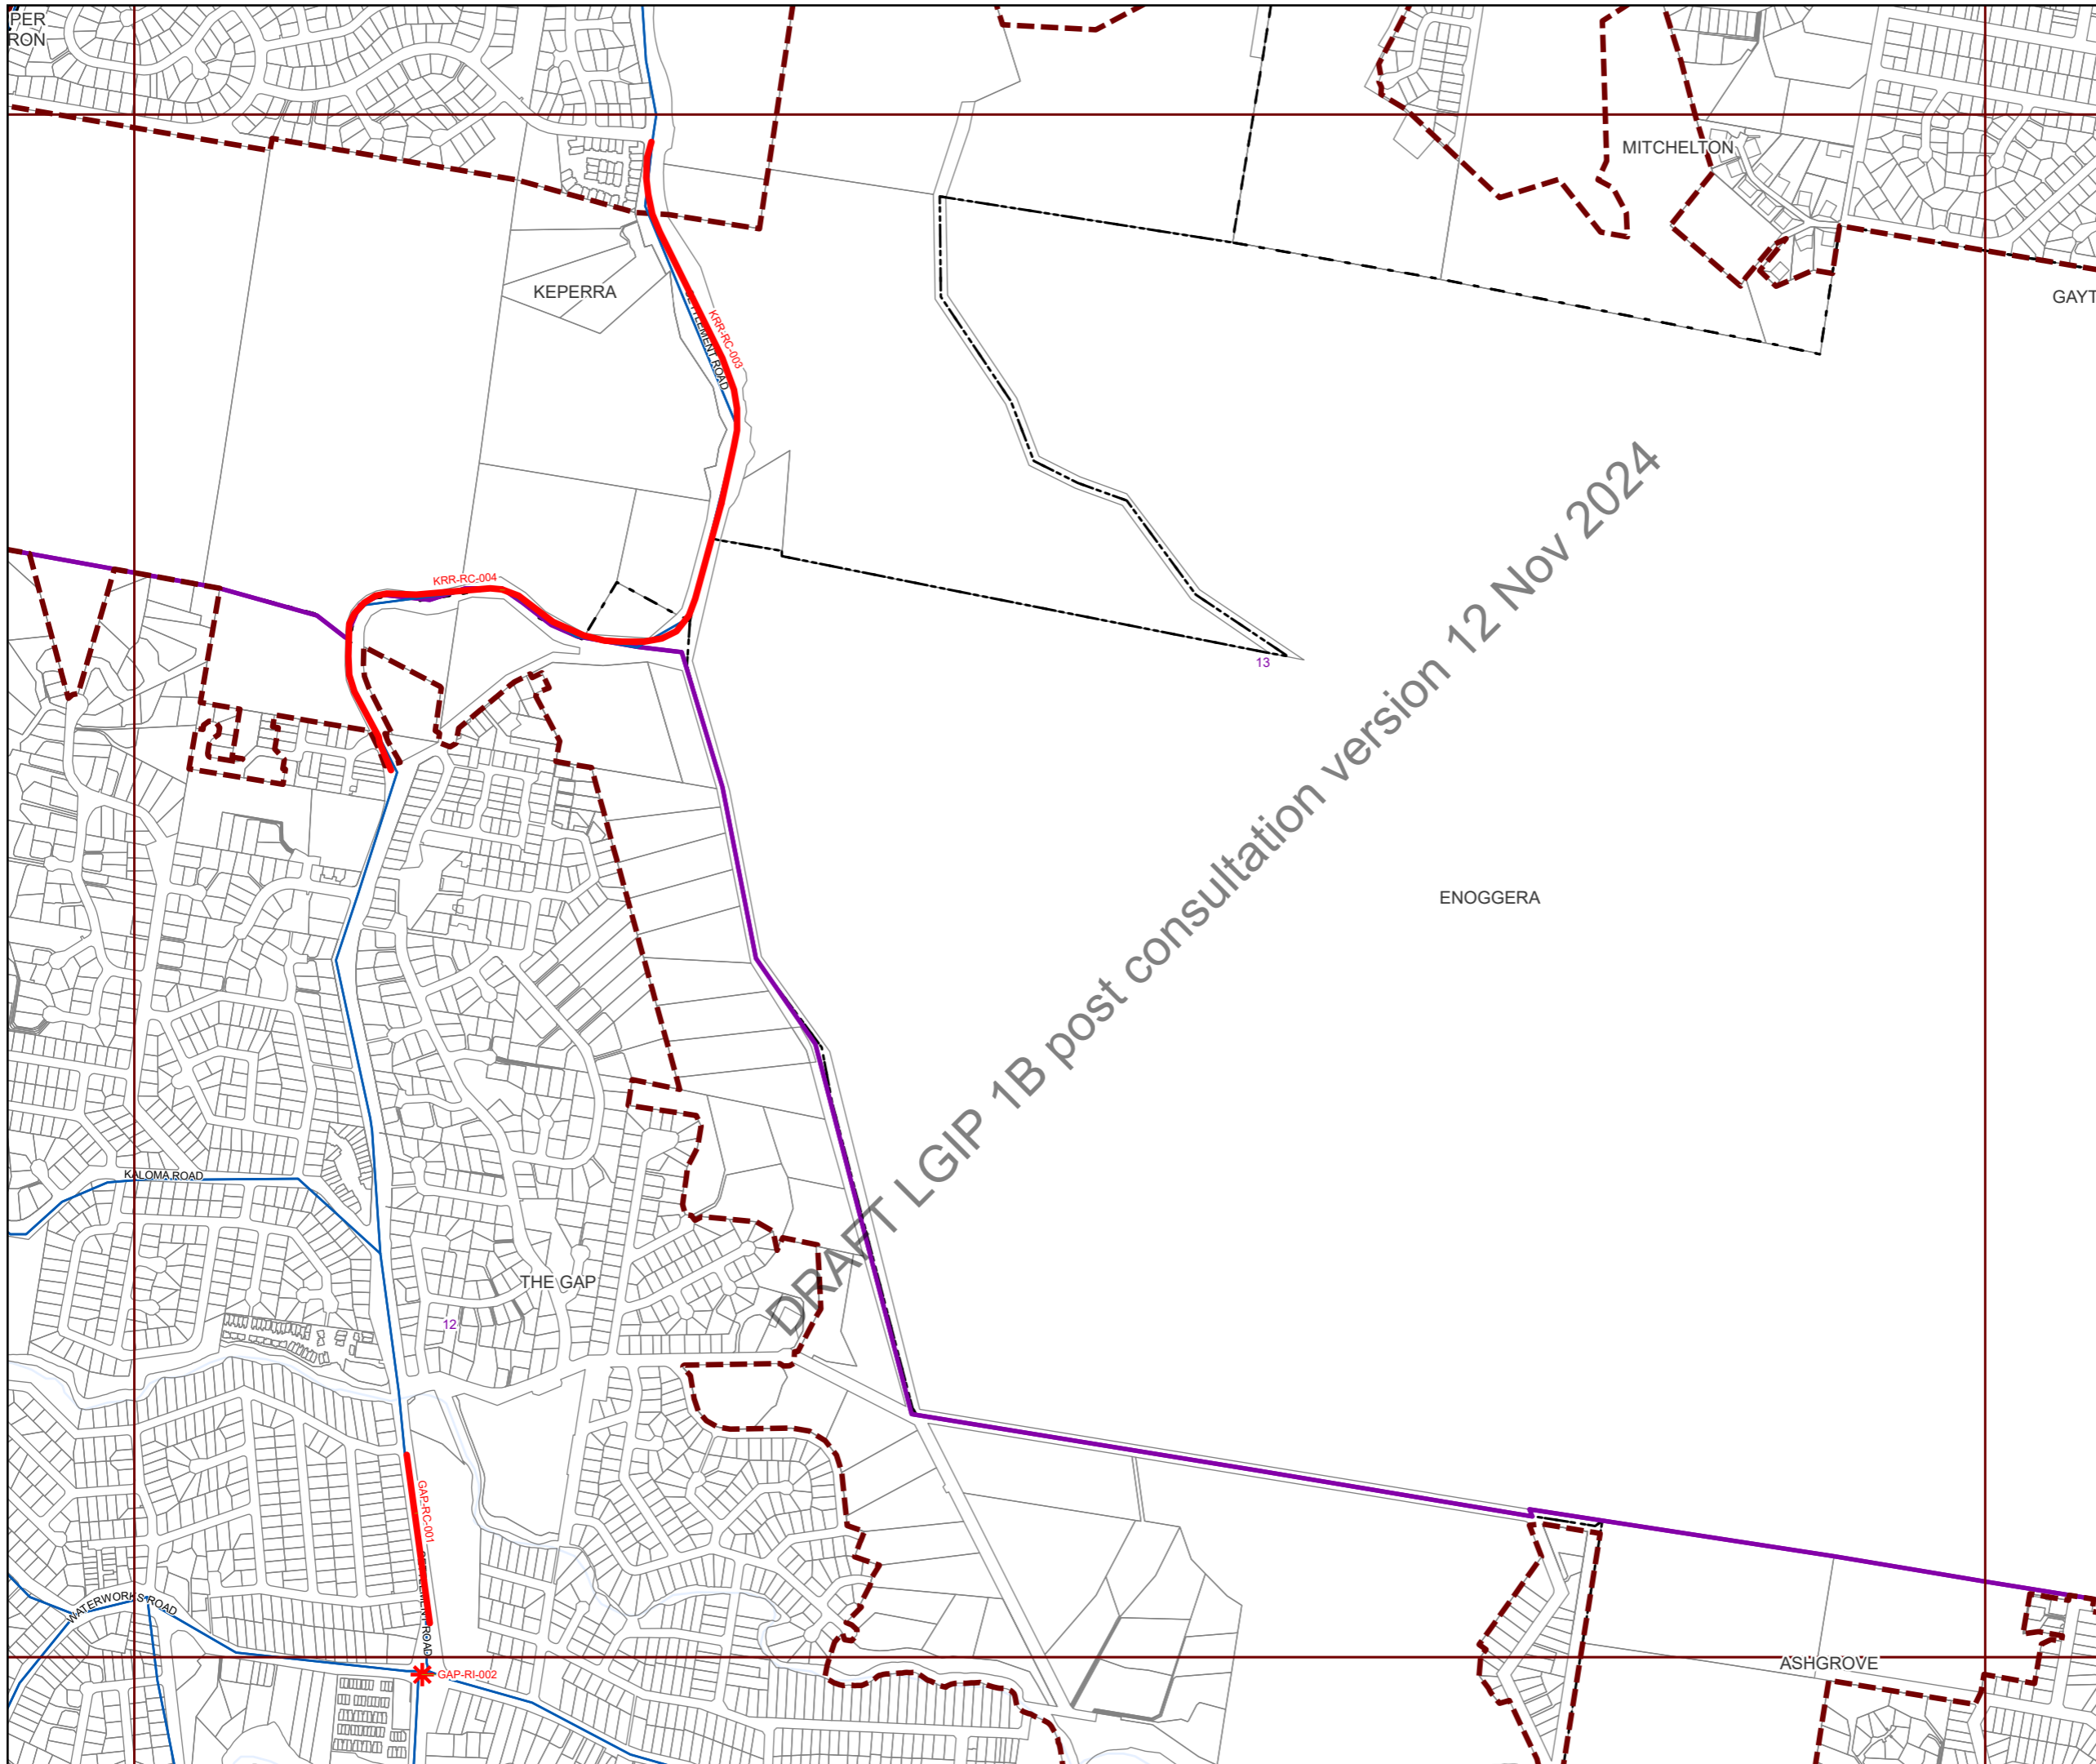 PER
RON
MITCHELTON
KEPERRA
GAYT
KRR-RC-003
KRR-RC-004
13
DRAFT LGIP 1B post consultation version 12 Nov 2024
ENOGGERA
KALOMA ROAD
THE GAP
12
GAP-RC-001
WATERWORKS ROAD
ASHGROVE
GAP-RI-002